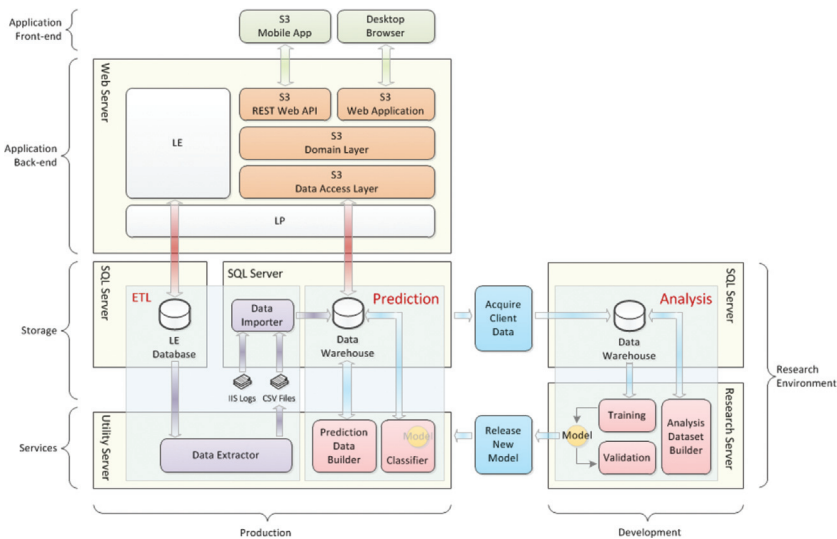 Application
Front-end
S3
Mobile App
Desktop
Browser
Application
Back-end
Web Server
LE
S3
REST Web API
S3
Web Application
S3
Domain Layer
S3
Data Access Layer
LP
Storage
SQL Server
SQL Server
ETL
LE
Database
Data
Importer
IIS Logs
CSV Files
Prediction
Data
Warehouse
Acquire
Client
Data
SQL Server
Analysis
Data
Warehouse
Research
Environment
Services
Utility Server
Data Extractor
Prediction
Data
Builder
Model
Classifier
Release
New
Model
Research Server
Model
Training
Validation
Analysis
Dataset
Builder
Production
Development